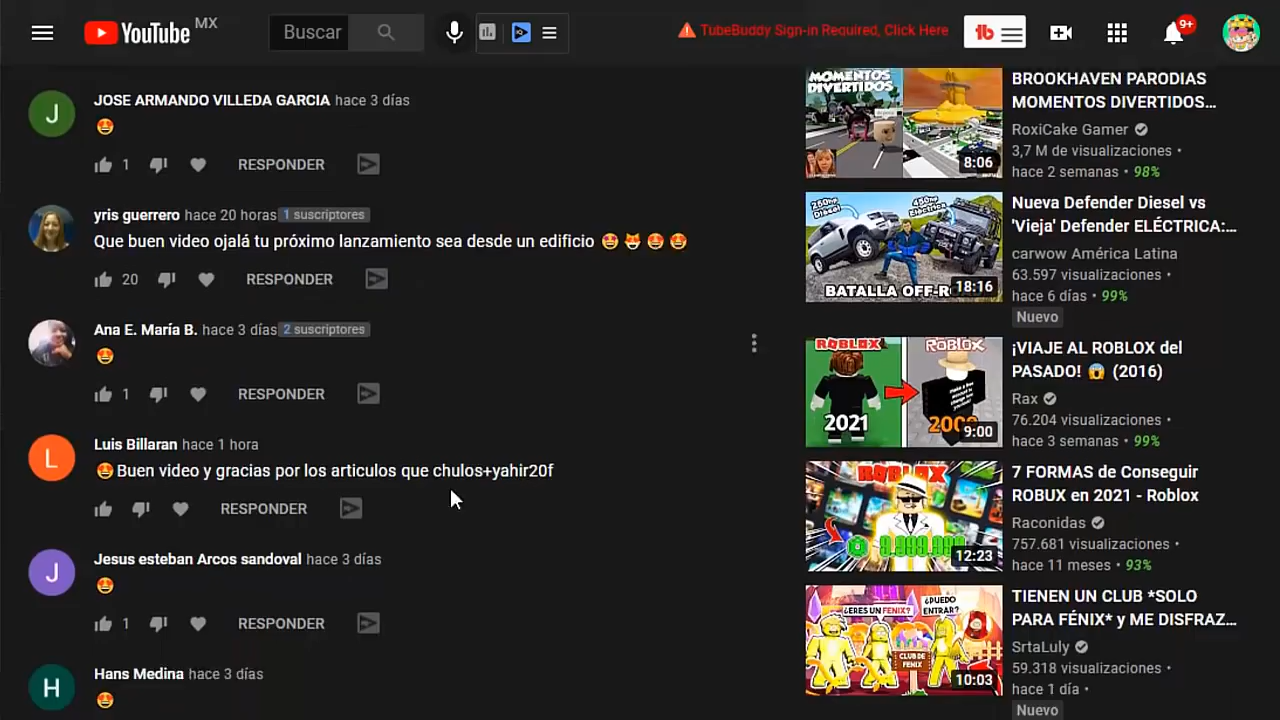 YouTube MX
Buscar
TubeBuddy Sign-in Required, Click Here
tb
9+
JOSE ARMANDO VILLEDA GARCIA hace 3 días
🤩
1 RESPONDER
yris guerrero hace 20 horas 1 suscriptores
Que buen video ojalá tu próximo lanzamiento sea desde un edificio 🤩 😻 🤩 🤩
20 RESPONDER
Ana E. María B. hace 3 días 2 suscriptores
🤩
1 RESPONDER
L
Luis Billaran hace 1 hora
🤩Buen video y gracias por los articulos que chulos+yahir20f
RESPONDER
J
Jesus esteban Arcos sandoval hace 3 días
🤩
1 RESPONDER
H
Hans Medina hace 3 días
🤩
J
MOMENTOS
DIVERTIDOS
8:06
BROOKHAVEN PARODIAS
MOMENTOS DIVERTIDOS...
RoxiCake Gamer
3,7 M de visualizaciones •
hace 2 semanas • 98%
250hp
Diesel
450hp
Eléctrica
BATALLA OFF-R
18:16
Nueva Defender Diesel vs
'Vieja' Defender ELÉCTRICA:...
carwow América Latina
63.597 visualizaciones •
hace 6 días • 99%
Nuevo
ROBLOX
ROBLOX
2021
200
9:00
¡VIAJE AL ROBLOX del
PASADO! 😱 (2016)
Rax
76.204 visualizaciones •
hace 3 semanas • 99%
ROBLOX
9.999.99
12:23
7 FORMAS de Conseguir
ROBUX en 2021 - Roblox
Raconidas
757.681 visualizaciones •
hace 11 meses • 93%
¿ERES UN FENIX?
¿PUEDO
ENTRAR?
CLUB DE
FENIX
10:03
TIENEN UN CLUB *SOLO
PARA FÉNIX* y ME DISFRAZ...
SrtaLuly
59.318 visualizaciones •
hace 1 día •
Nuevo